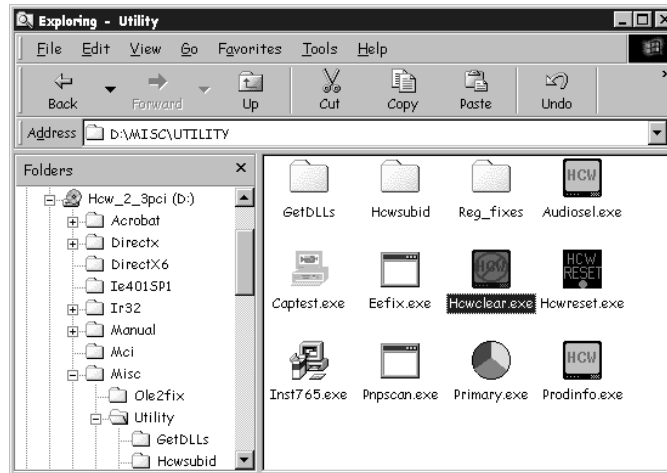 Exploring - Utility
File Edit View Go Favorites Tools Help
Back Forward Up Cut Copy Paste Undo
Address D:\MISC\UTILITY
Folders
Hcw_2_3pci (D:)
Acrobat
Directx
DirectX6
Ie401SP1
Ir32
Manual
Mci
Misc
Ole2fix
Utility
GetDLLs
Hcwsubid
HCW
GetDLLs Hcwsubid Reg_fixes Audiosel.exe
HCW HCW
RESET
Captest.exe Eefix.exe Hcwclear.exe Hcwreset.exe
HCW
Inst765.exe Pnpscan.exe Primary.exe Prodinfo.exe